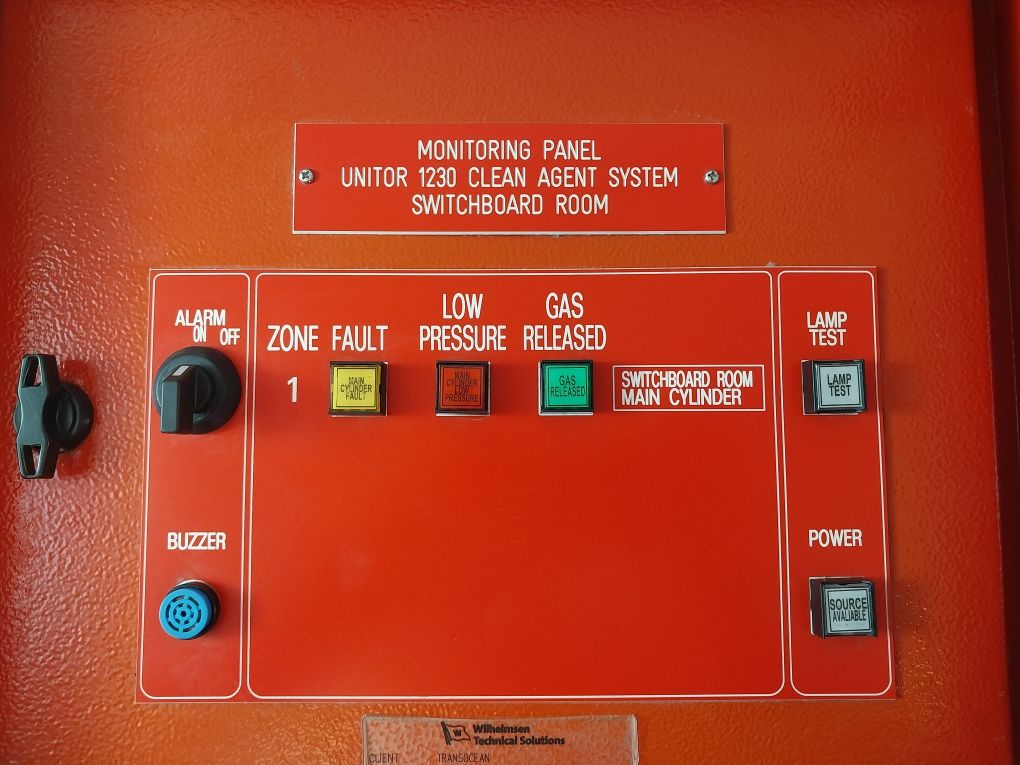 MONITORING PANEL
UNITOR 1230 CLEAN AGENT SYSTEM
SWITCHBOARD ROOM
ALARM
ON OFF
ZONE FAULT
LOW
PRESSURE
GAS
RELEASED
LAMP
TEST
1
MAIN
CYLINDER
FAULT
MAIN
CYLINDER
LOW
PRESSURE
GAS
RELEASED
SWITCHBOARD ROOM
MAIN CYLINDER
LAMP
TEST
BUZZER
POWER
SOURCE
AVALIABLE
W
Wilhelmsen
Technical Solutions
CLIENT TRANSOCEAN